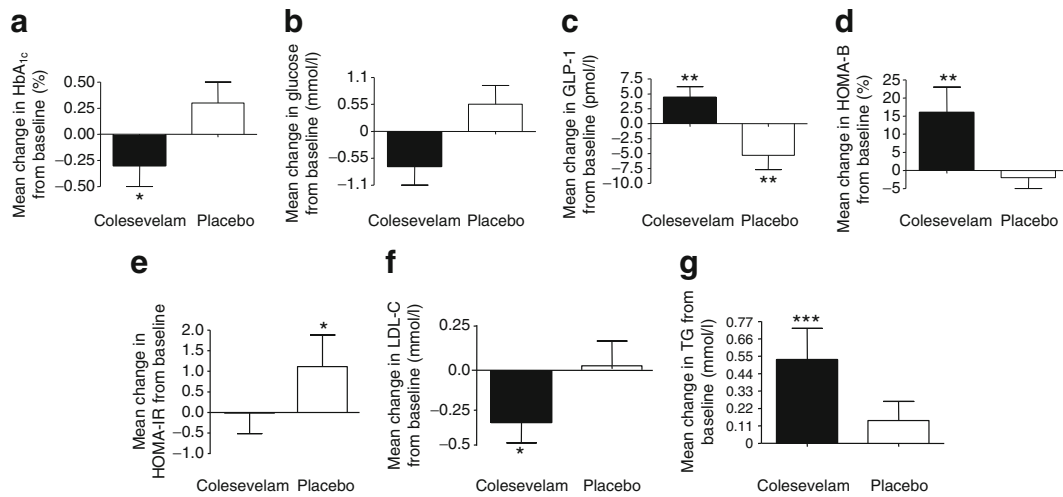 a
Mean change in HbA1c
from baseline (%)
0.50
0.25
0.00
−0.25
−0.50
*
Colesevelam Placebo
b
Mean change in glucose
from baseline (mmol/l)
1.1
0.55
0
−0.55
−1.1
Colesevelam Placebo
c
Mean change in GLP-1
from baseline (pmol/l)
7.5
5.0
2.5
0
−2.5
−5.0
−7.5
−10.0
**
**
Colesevelam Placebo
d
Mean change in HOMA-B
from baseline (%)
25
20
15
10
5
0
−5
**
Colesevelam Placebo
e
Mean change in
HOMA-IR from baseline
2.0
1.5
1.0
0.5
0.0
−0.5
−1.0
*
Colesevelam Placebo
f
Mean change in LDL-C
from baseline (mmol/l)
0.25
0.0
−0.25
−0.5
*
Colesevelam Placebo
g
Mean change in TG from
baseline (mmol/l)
0.77
0.66
0.55
0.44
0.33
0.22
0.11
0
***
Colesevelam Placebo